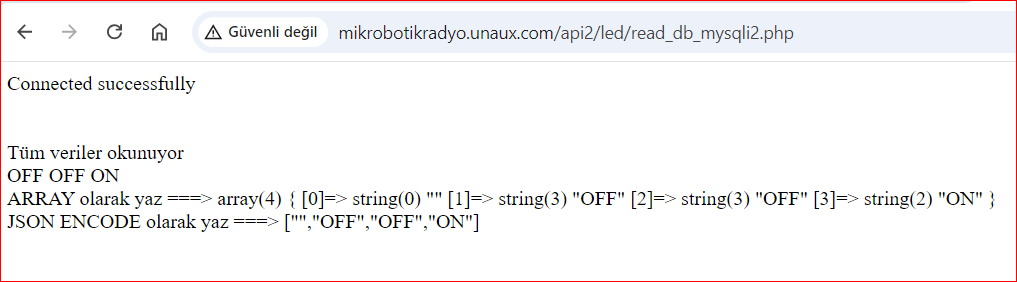 Güvenli değil mikrobotikradyo.unaux.com/api2/led/read_db_mysqli2.php
Connected successfully
Tüm veriler okunuyor
OFF OFF ON
ARRAY olarak yaz ===> array(4) { [0]=> string(0) "" [1]=> string(3) "OFF" [2]=> string(3) "OFF" [3]=> string(2) "ON" }
JSON ENCODE olarak yaz ===> ["","OFF","OFF","ON"]